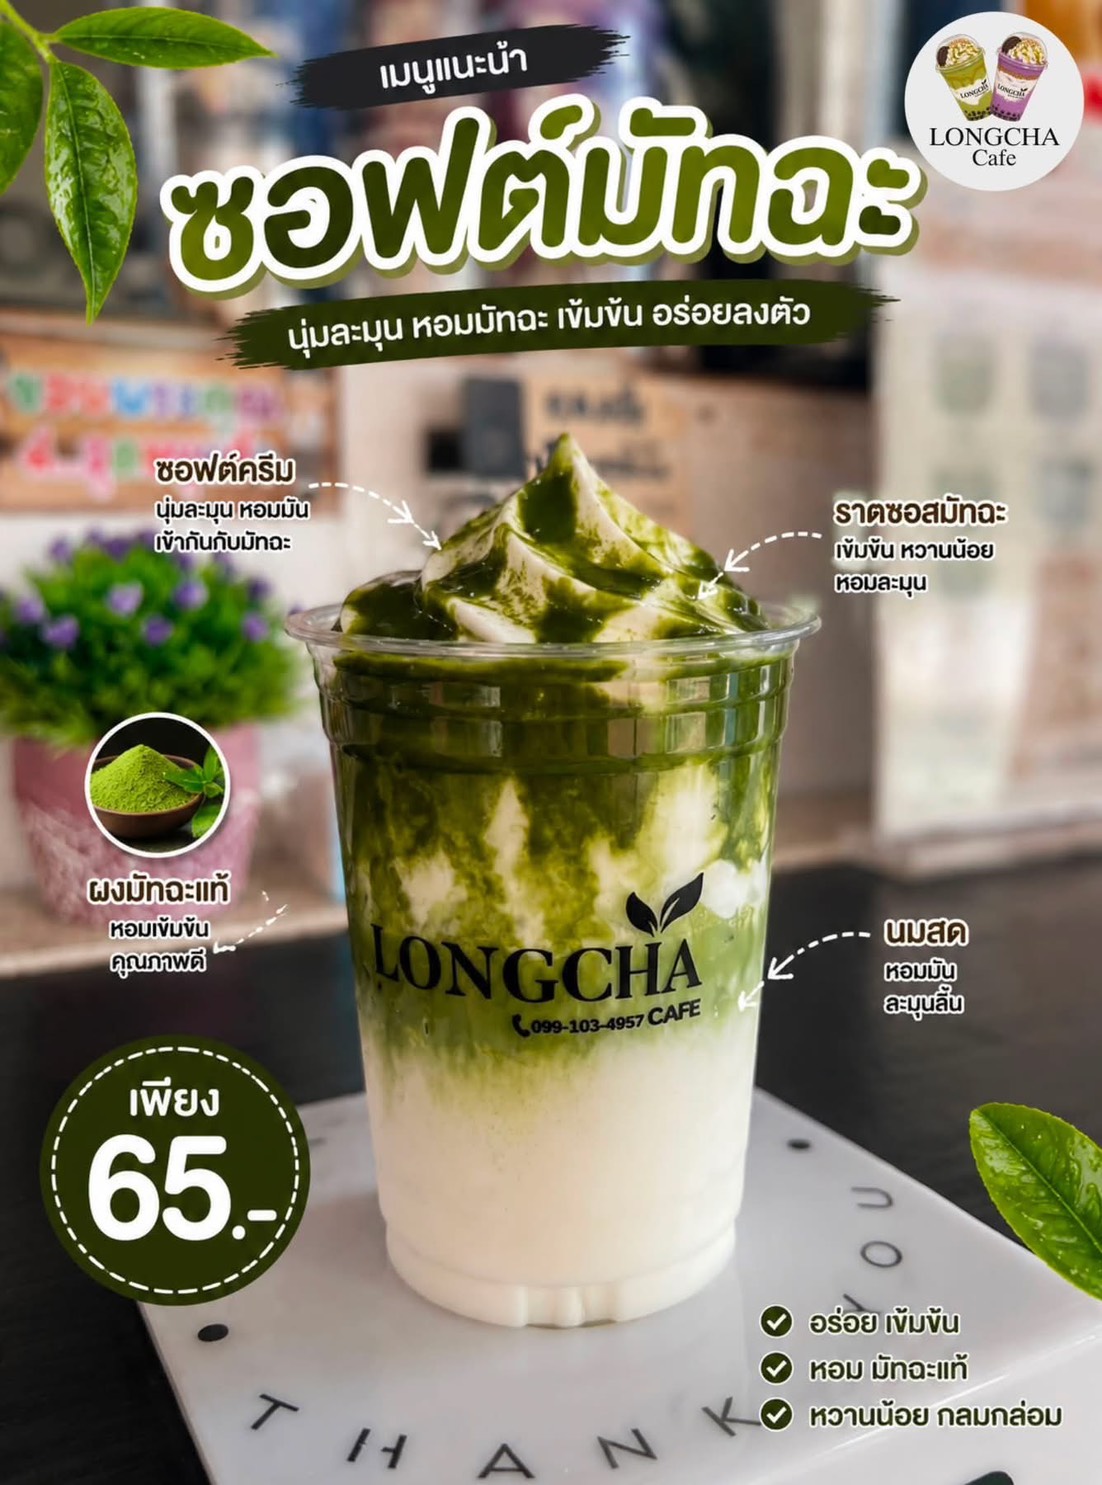 เมนูแนะนำ
LONGCHA
Cafe
ซอฟต์มัทฉะ
นุ่มละมุน หอมมัทฉะ เข้มข้น อร่อยลงตัว
ซอฟต์ครีม
นุ่มละมุน หอมมัน
เข้ากันกับมัทฉะ
ราดซอสมัทฉะ
เข้มข้น หวานน้อย
หอมละมุน
ผงมัทฉะแท้
หอมเข้มข้น
คุณภาพดี
นมสด
หอมมัน
ละมุนลิ้น
LONGCHA
099-103-4957 CAFE
เพียง
65.-
อร่อย เข้มข้น
หอม มัทฉะแท้
หวานน้อย กลมกล่อม
THANK YOU